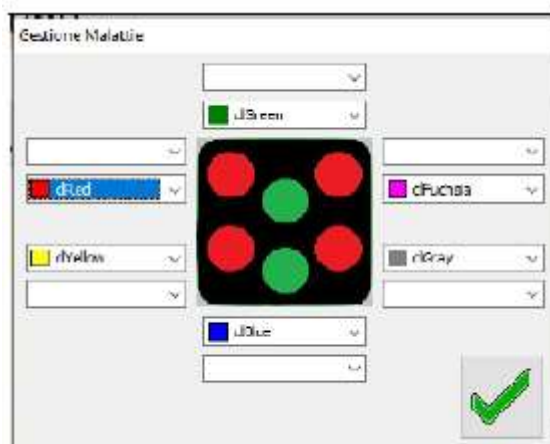 Gestione Malattie
clGreen
clRed
clFuchsia
clYellow
clGray
clBlue